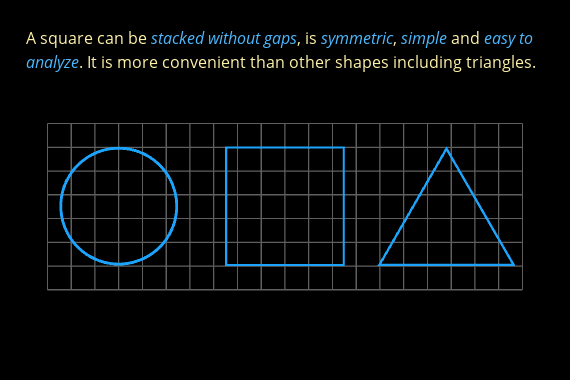 A square can be stacked without gaps, is symmetric, simple and easy to
analyze. It is more convenient than other shapes including triangles.